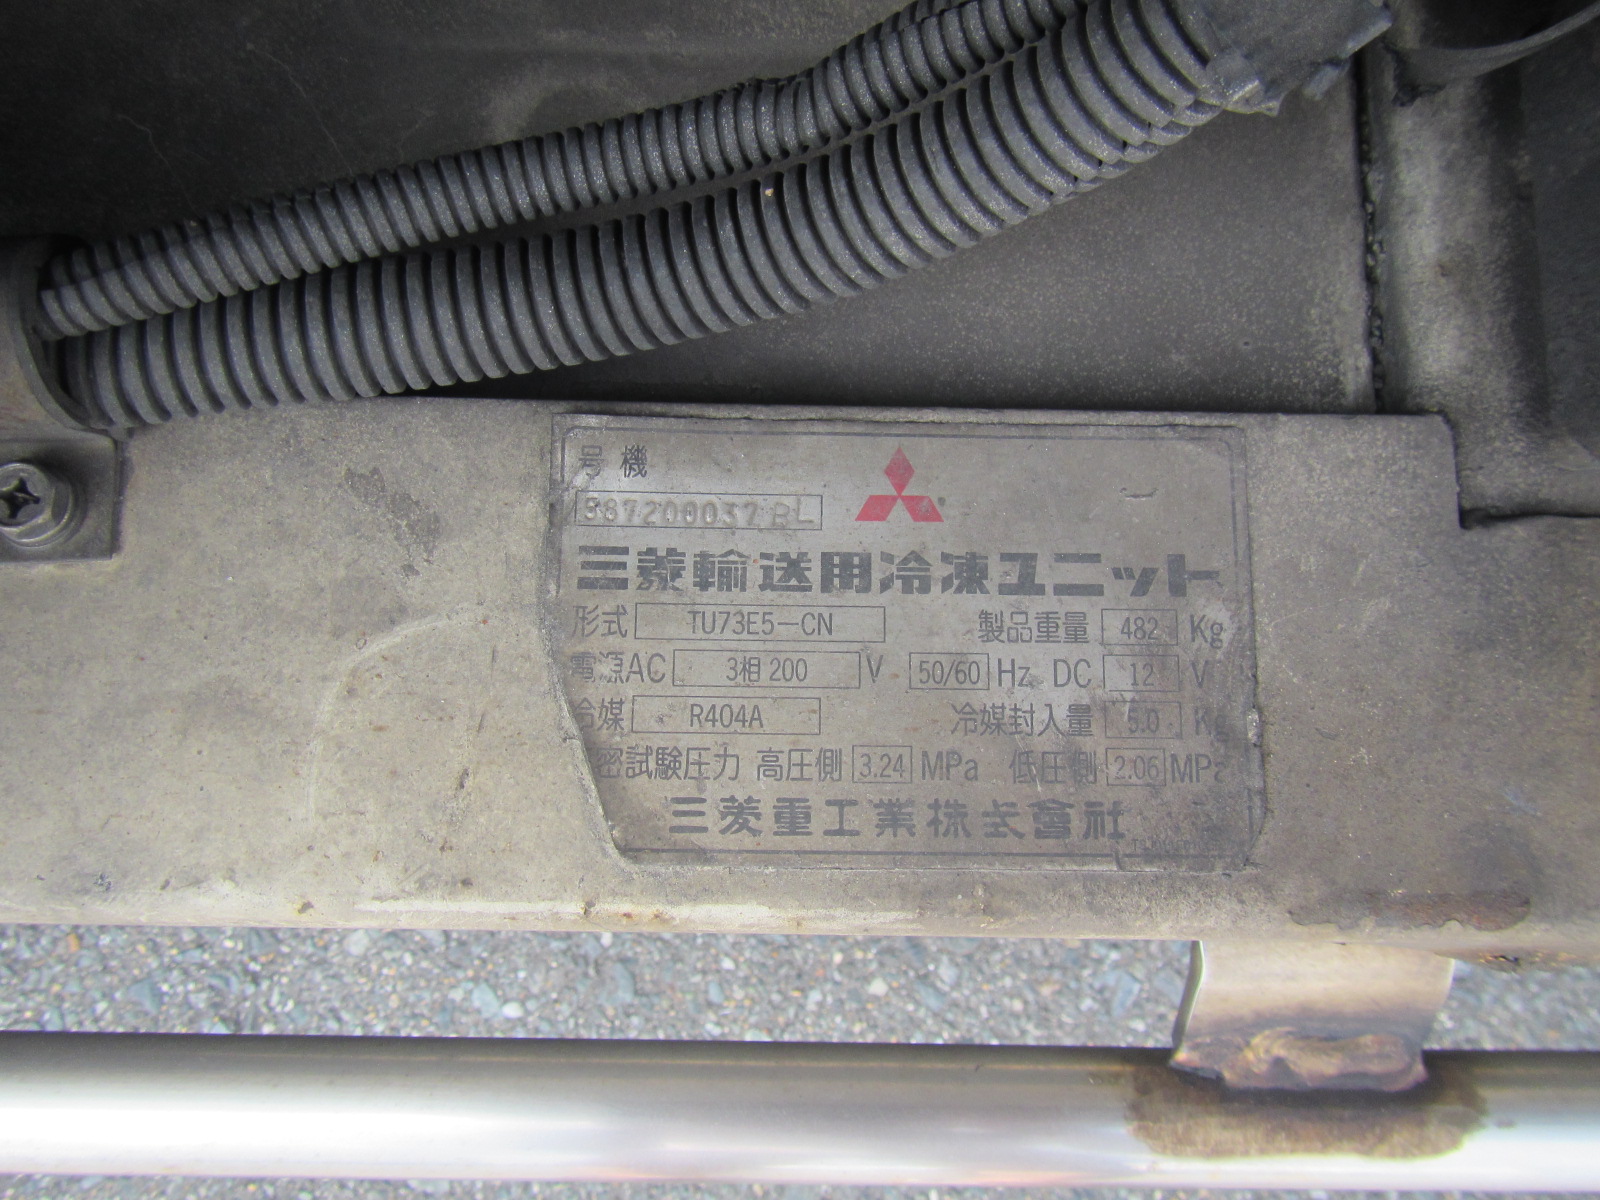 号機
387200037BL
三菱輸送用冷凍ユニット
形式 TU73E5-CN 製品重量 482 Kg
電源AC 3相 200 V 50/60 Hz DC 12 V
冷媒 R404A 冷媒封入量 5.0 Kg
密試験圧力 高圧側 3.24 MPa 低圧側 2.06 MPa
三菱重工業株式會社